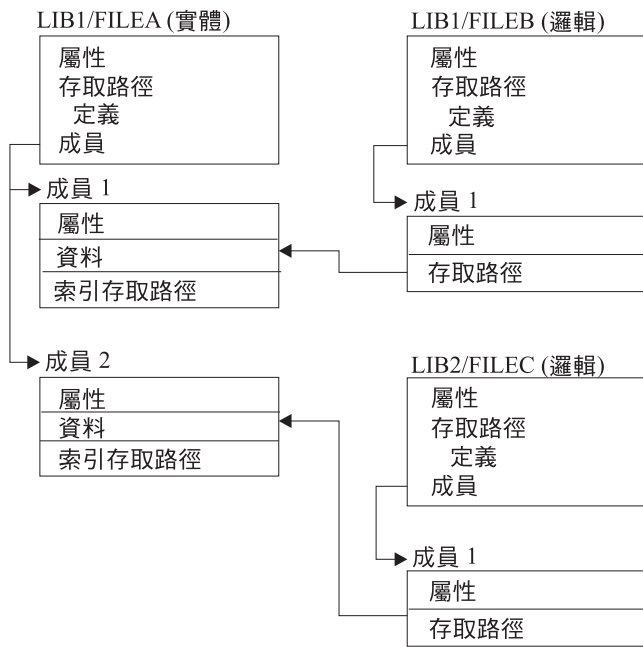 LIB1/FILEA (實體)
屬性
存取路徑
定義
成員
成員 1
屬性
資料
索引存取路徑
成員 2
屬性
資料
索引存取路徑
LIB1/FILEB (邏輯)
屬性
存取路徑
定義
成員
成員 1
屬性
存取路徑
LIB2/FILEC (邏輯)
屬性
存取路徑
定義
成員
成員 1
屬性
存取路徑